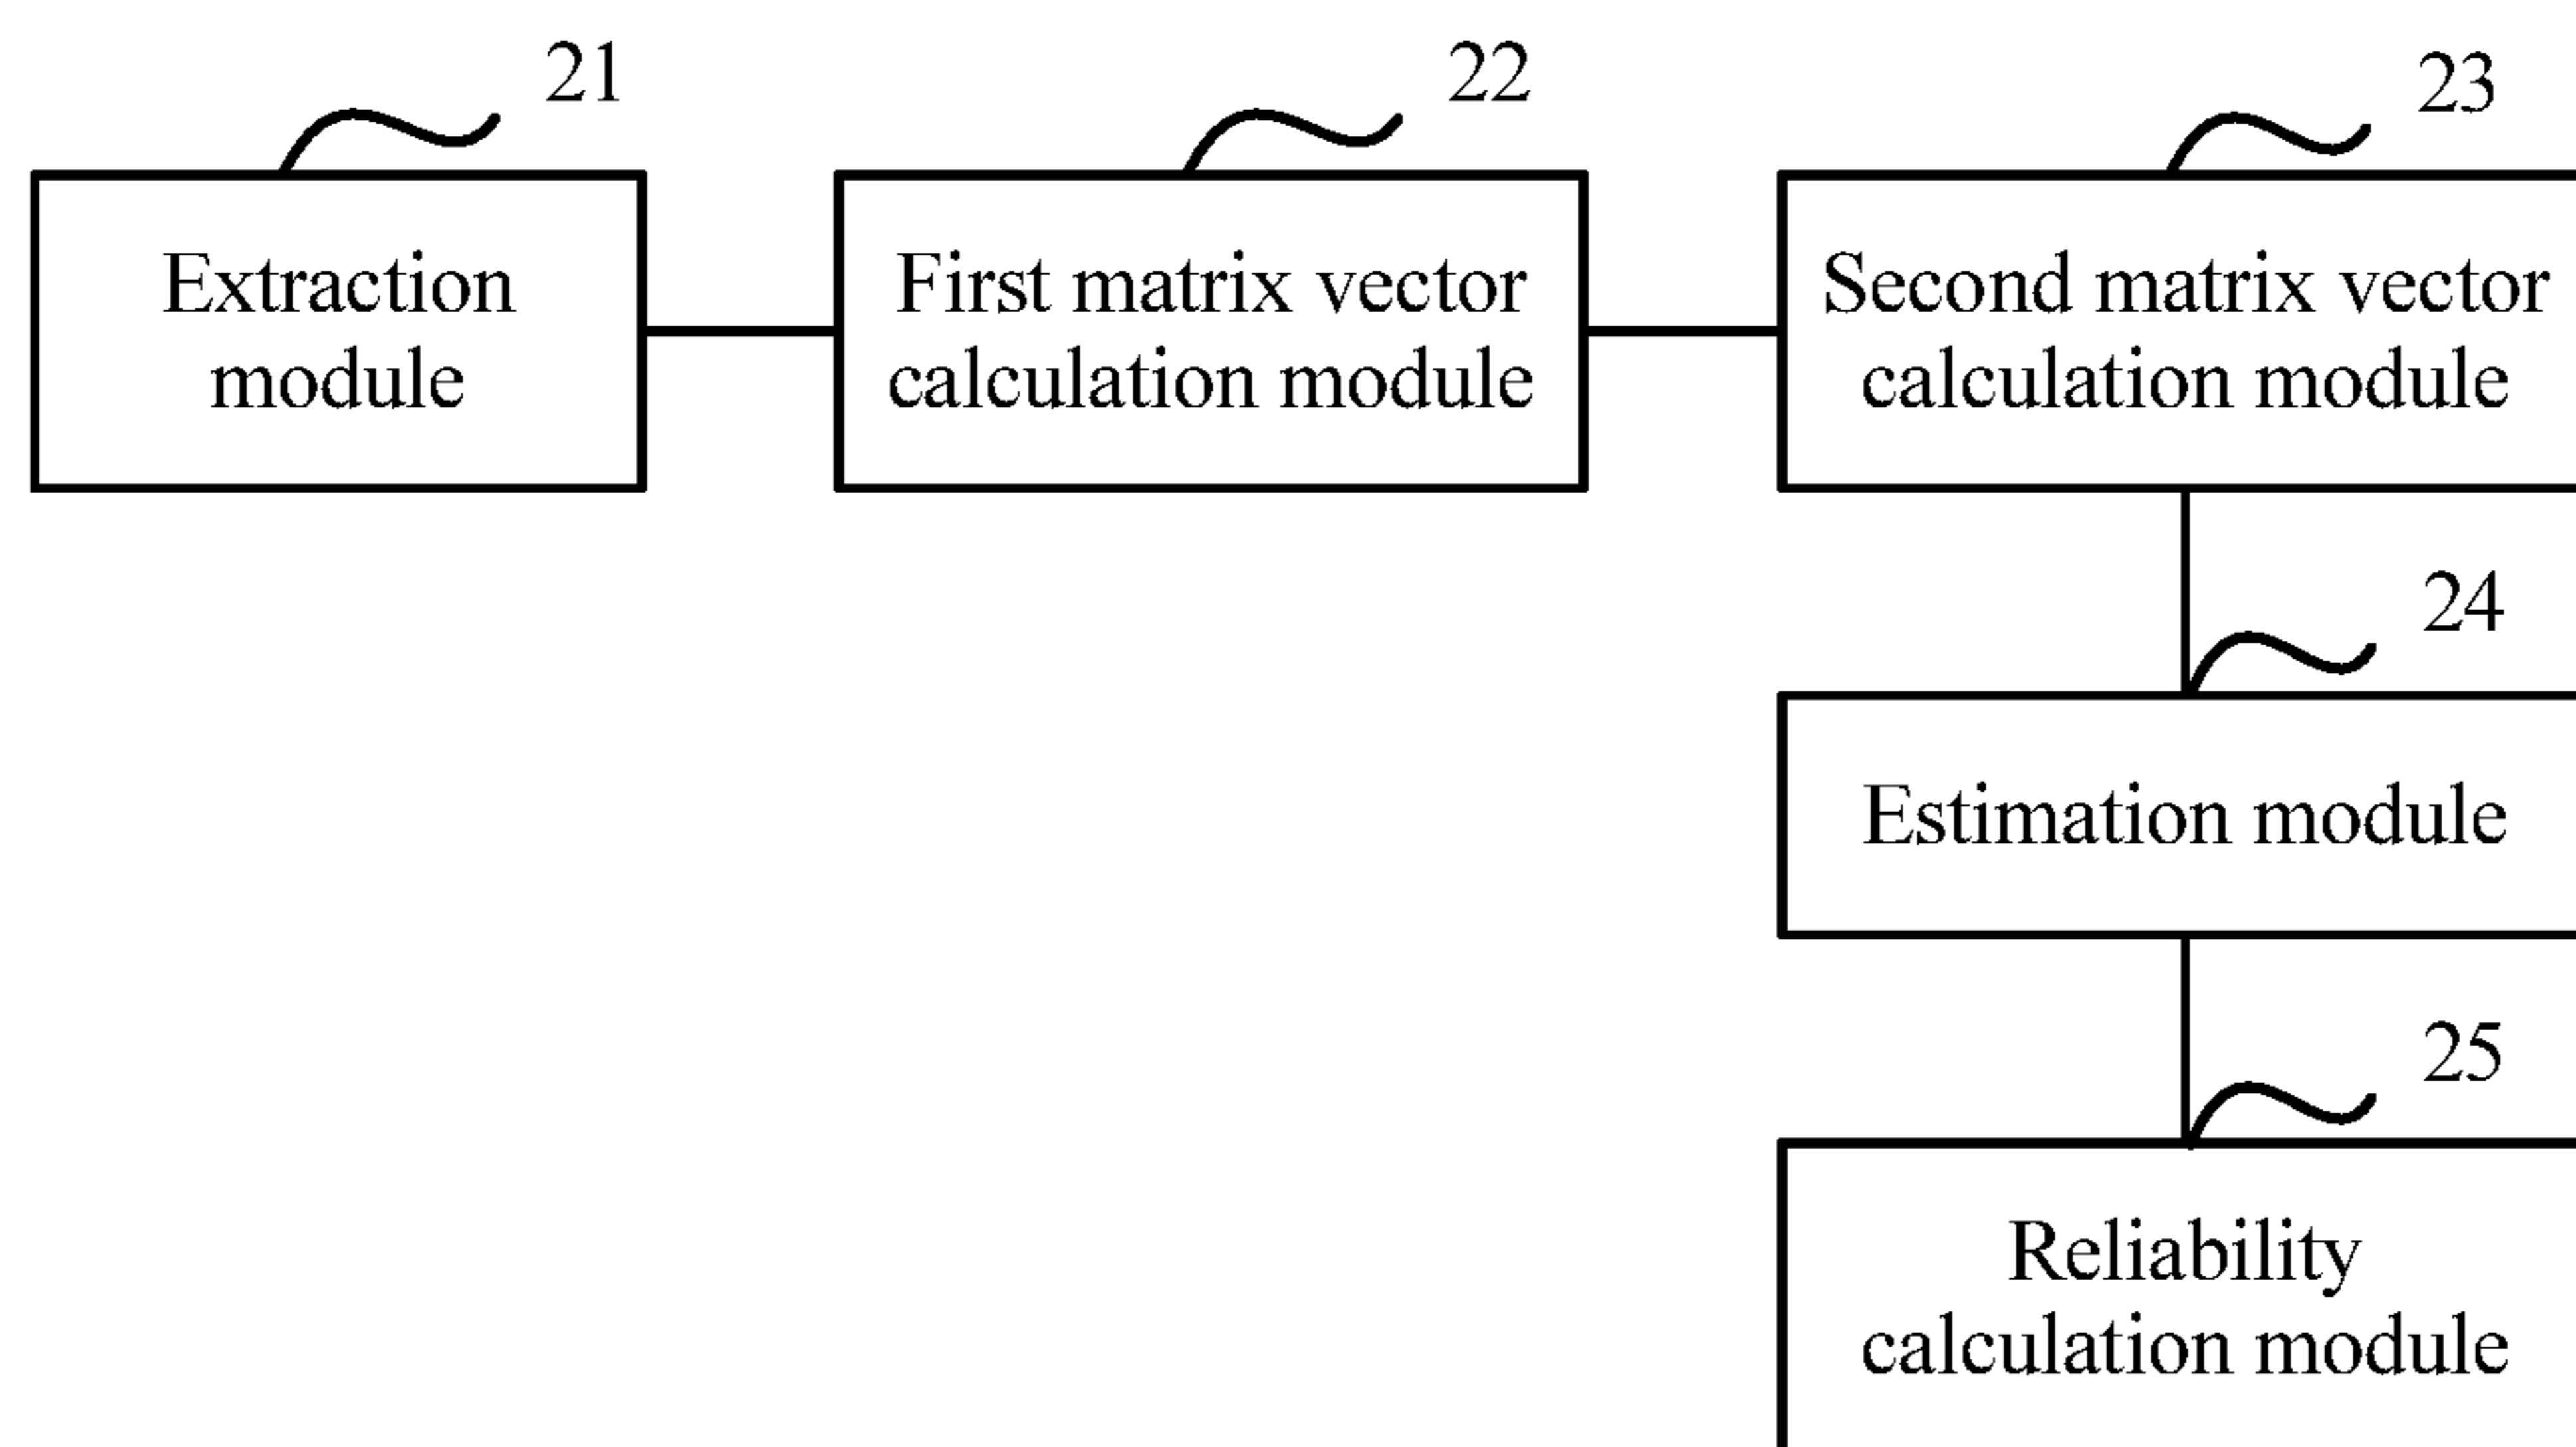 21
22
23
Extraction
module
First matrix vector
calculation module
Second matrix vector
calculation module
24
Estimation module
25
Reliability
calculation module